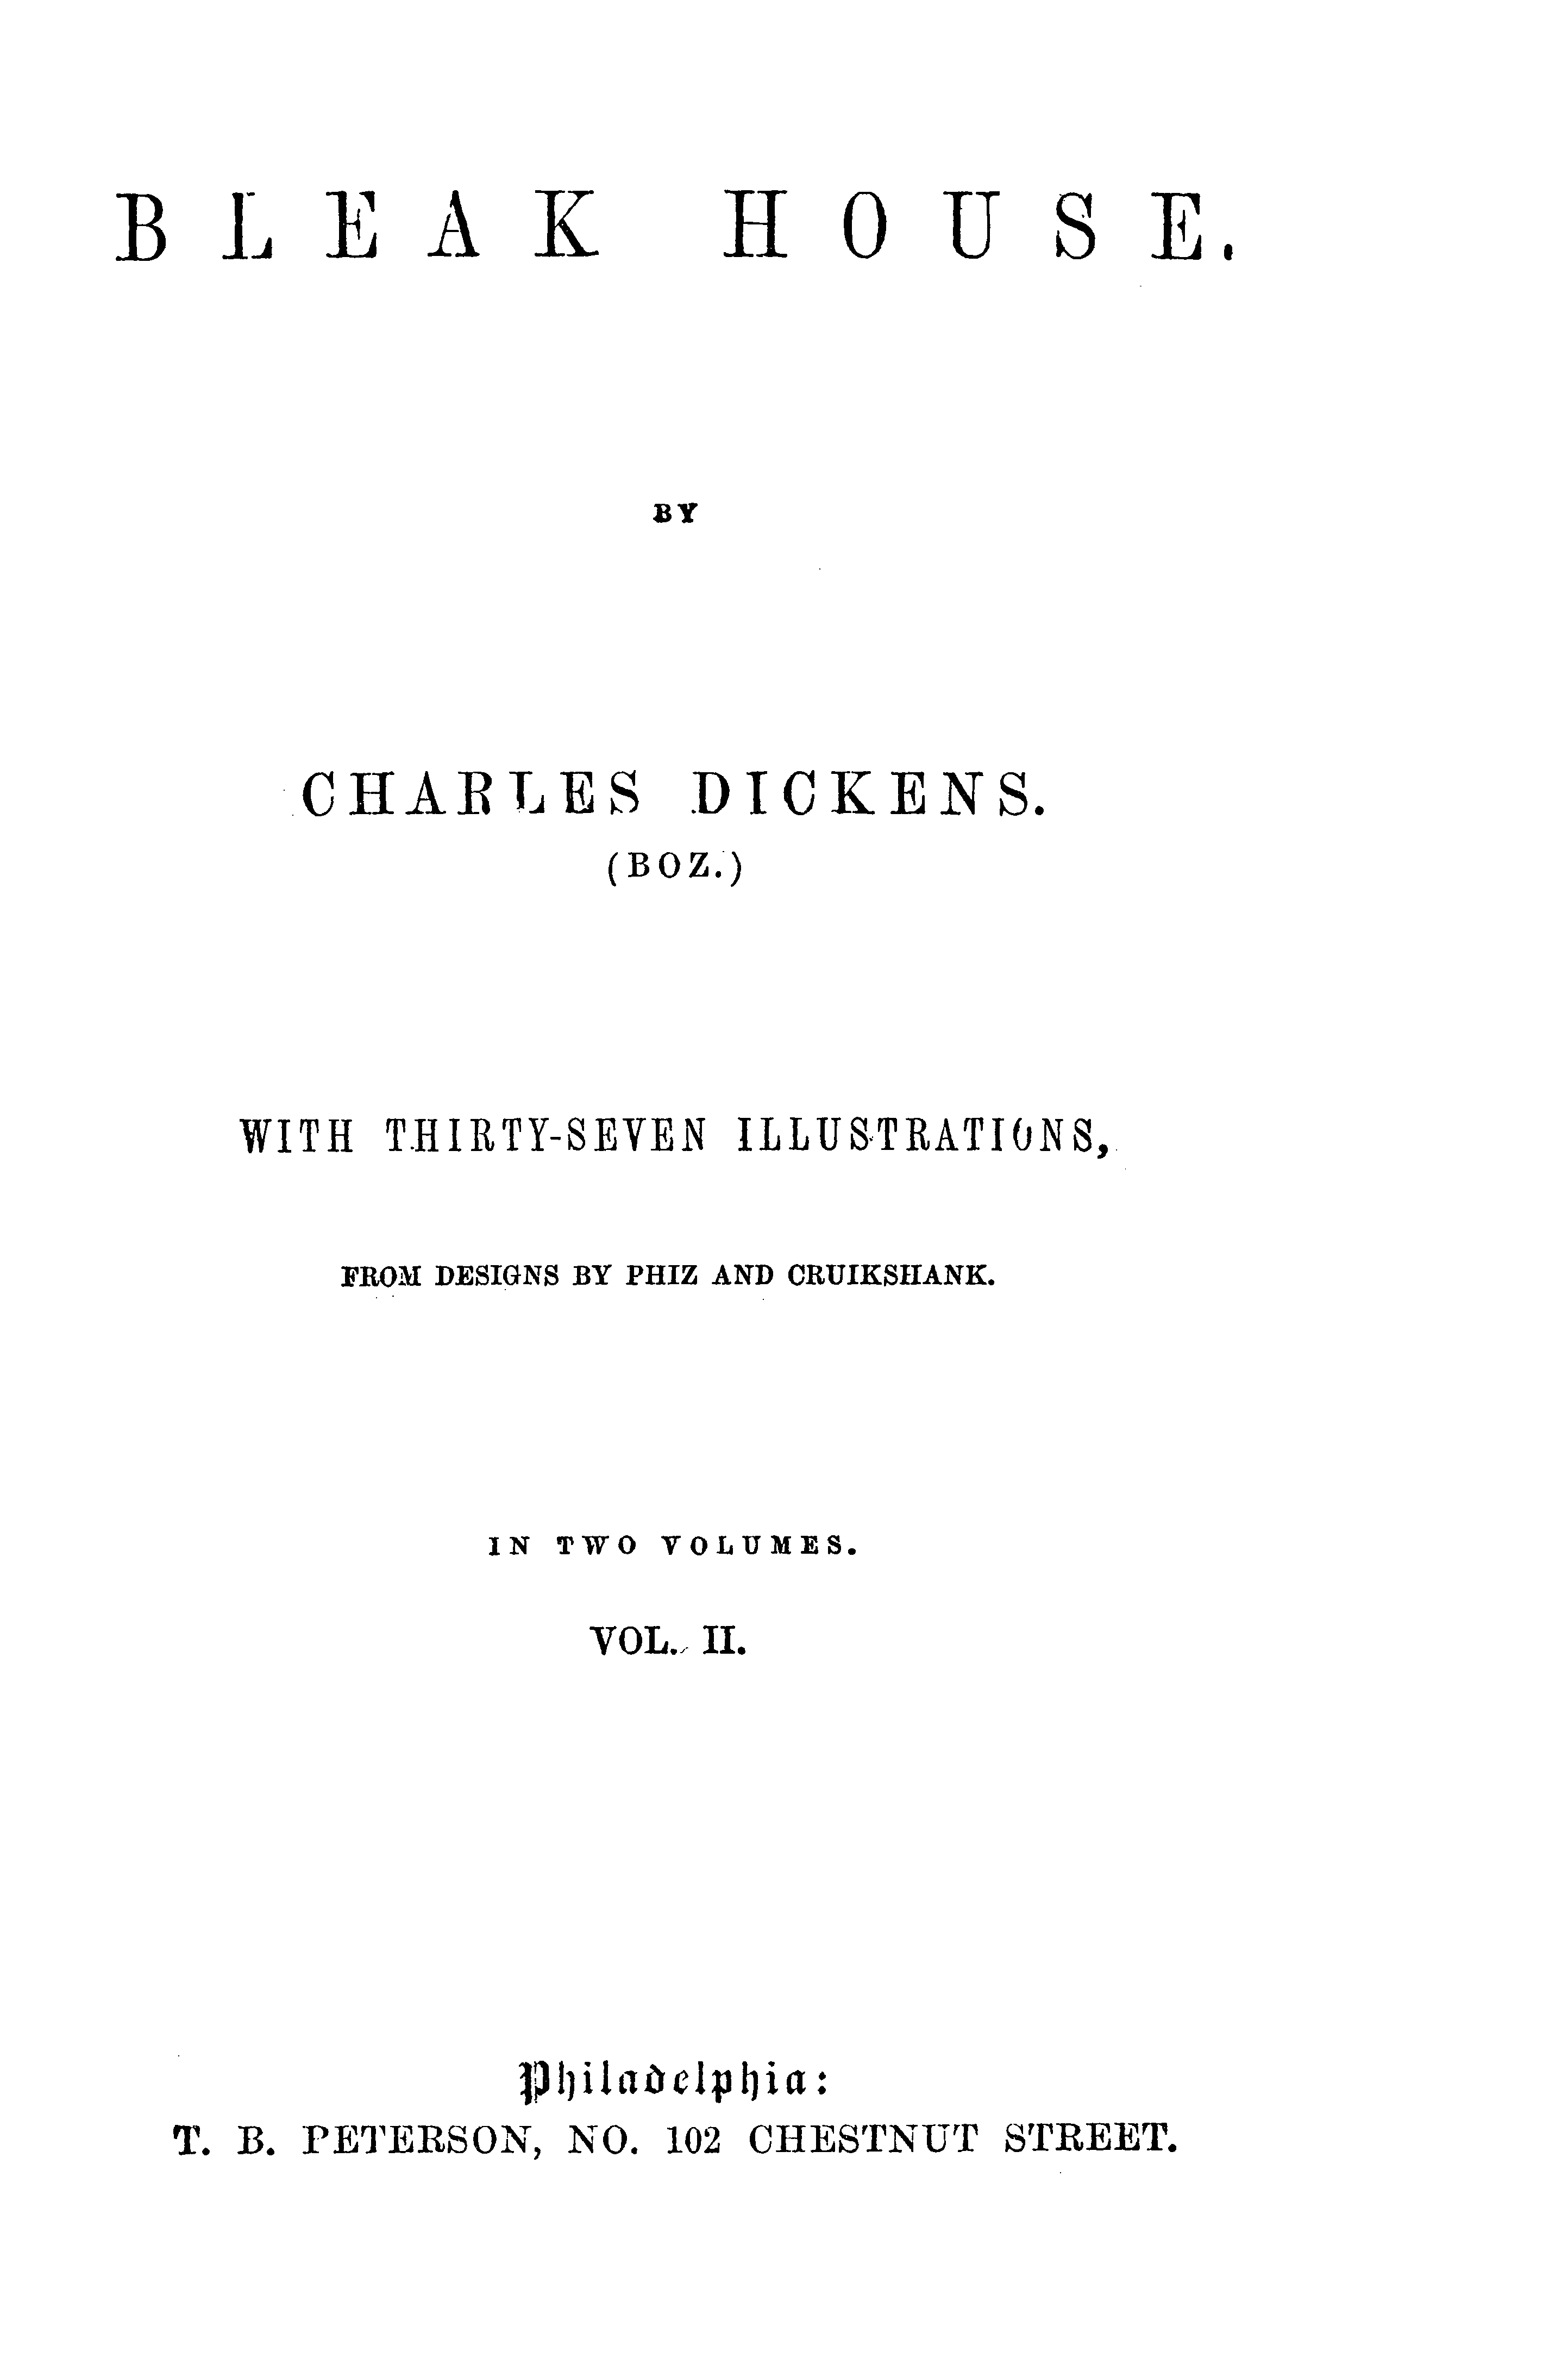 BLEAK HOUSE.
BY
CHARLES DICKENS.
(BOZ.)
WITH THIRTY-SEVEN ILLUSTRATIONS,
FROM DESIGNS BY PHIZ AND CRUIKSHANK.
IN TWO VOLUMES.
VOL. II.
Philadelphia:
T. B. PETERSON, NO. 102 CHESTNUT STREET.